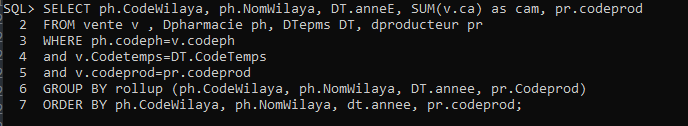 SQL> SELECT ph.CodeWilaya, ph.NomWilaya, DT.anneE, SUM(v.ca) as cam, pr.codeprod
2 FROM vente v , Dpharmacie ph, DTepms DT, dproducteur pr
3 WHERE ph.codeph=v.codeph
4 and v.Codetemps=DT.CodeTemps
5 and v.codeprod=pr.codeprod
6 GROUP BY rollup (ph.CodeWilaya, ph.NomWilaya, DT.annee, pr.Codeprod)
7 ORDER BY ph.CodeWilaya, ph.NomWilaya, dt.annee, pr.codeprod;